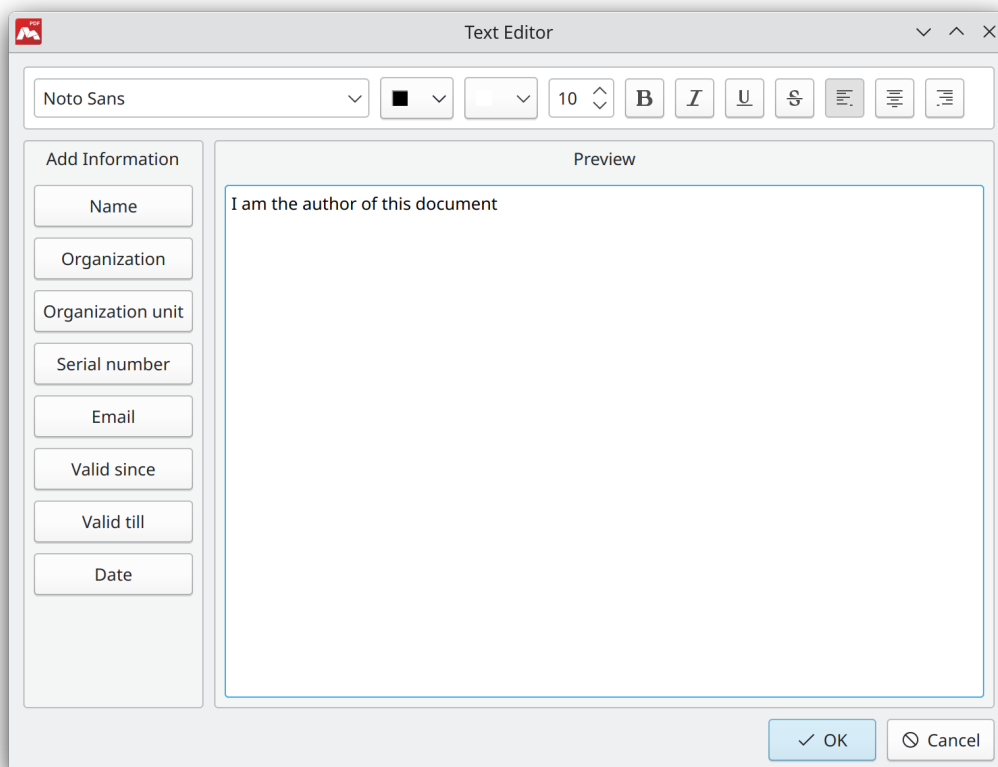 PDF
Text Editor
Noto Sans
10
B I U S
Add Information
Preview
Name
I am the author of this document
Organization
Organization unit
Serial number
Email
Valid since
Valid till
Date
OK
Cancel